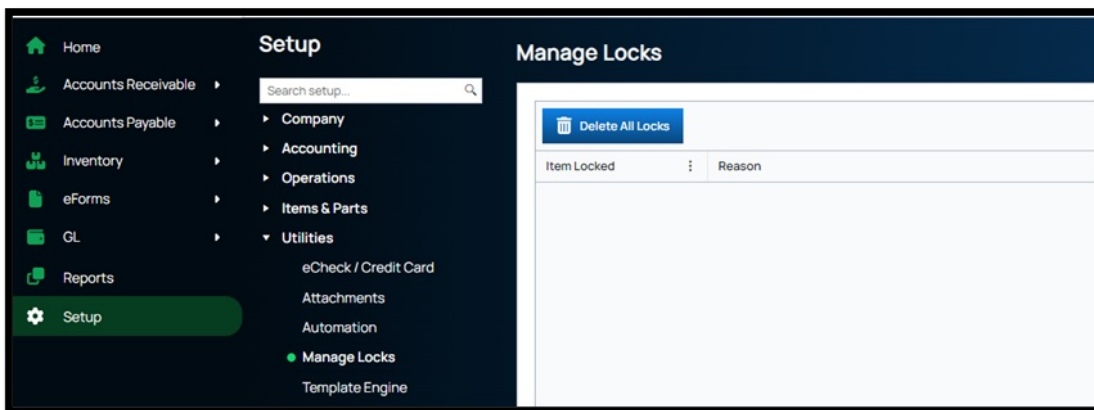 Home
Accounts Receivable
Accounts Payable
Inventory
eForms
GL
Reports
Setup
Setup
Search setup...
Company
Accounting
Operations
Items & Parts
Utilities
eCheck / Credit Card
Attachments
Automation
Manage Locks
Template Engine
Manage Locks
Delete All Locks
Item Locked
Reason